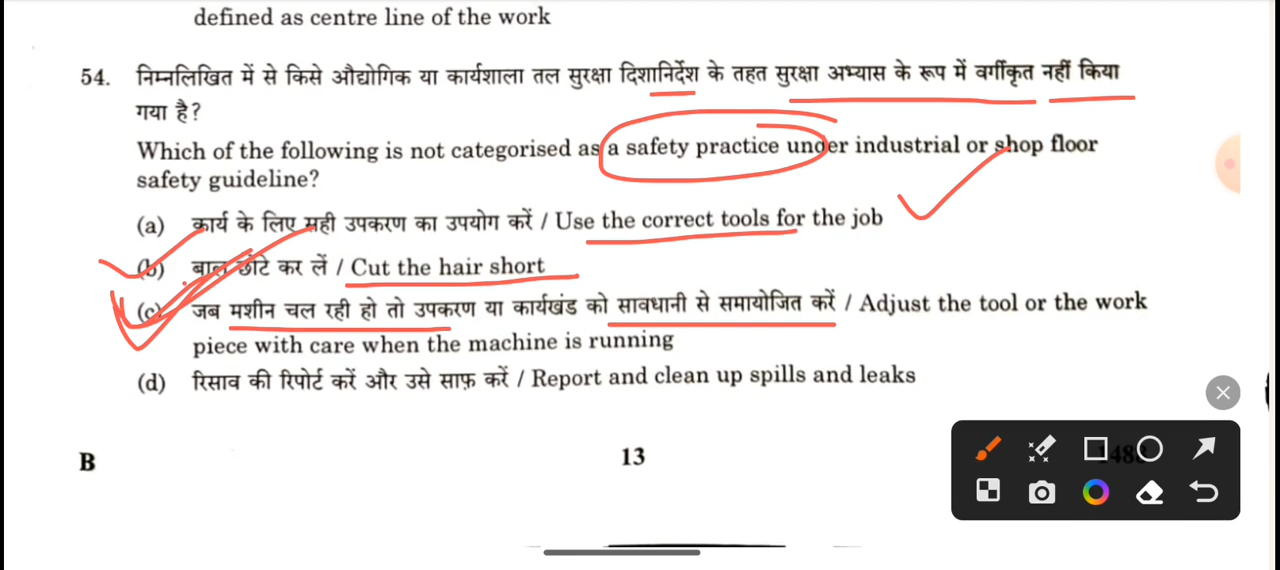 defined as centre line of the work
54. निम्नलिखित में से किसे औद्योगिक या कार्यशाला तल सुरक्षा दिशानिर्देश के तहत सुरक्षा अभ्यास के रूप में वर्गीकृत नहीं किया
गया है?
Which of the following is not categorised as a safety practice under industrial or shop floor
safety guideline?
(a) कार्य के लिए सही उपकरण का उपयोग करें / Use the correct tools for the job
(b) बाल छोटे कर लें / Cut the hair short
(c) जब मशीन चल रही हो तो उपकरण या कार्यखंड को सावधानी से समायोजित करें / Adjust the tool or the work
piece with care when the machine is running
(d) रिसाव की रिपोर्ट करें और उसे साफ़ करें / Report and clean up spills and leaks
B 13